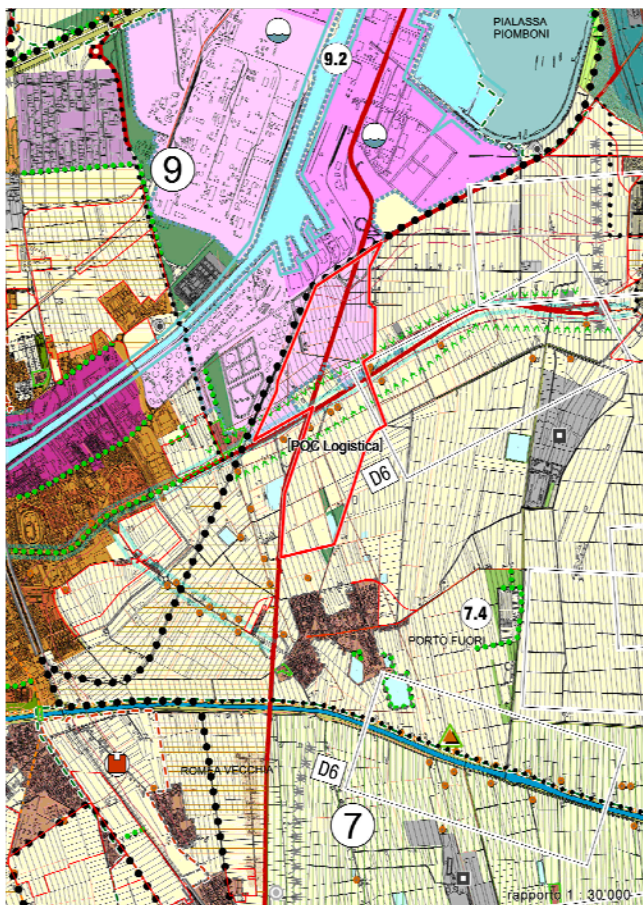 PIALASSA
PIOMBONI
9.2
9
[POC Logistica]
D6
7.4
PORTO FUORI
ROMEA VECCHIA
D6
7
rapporto 1 : 30 000